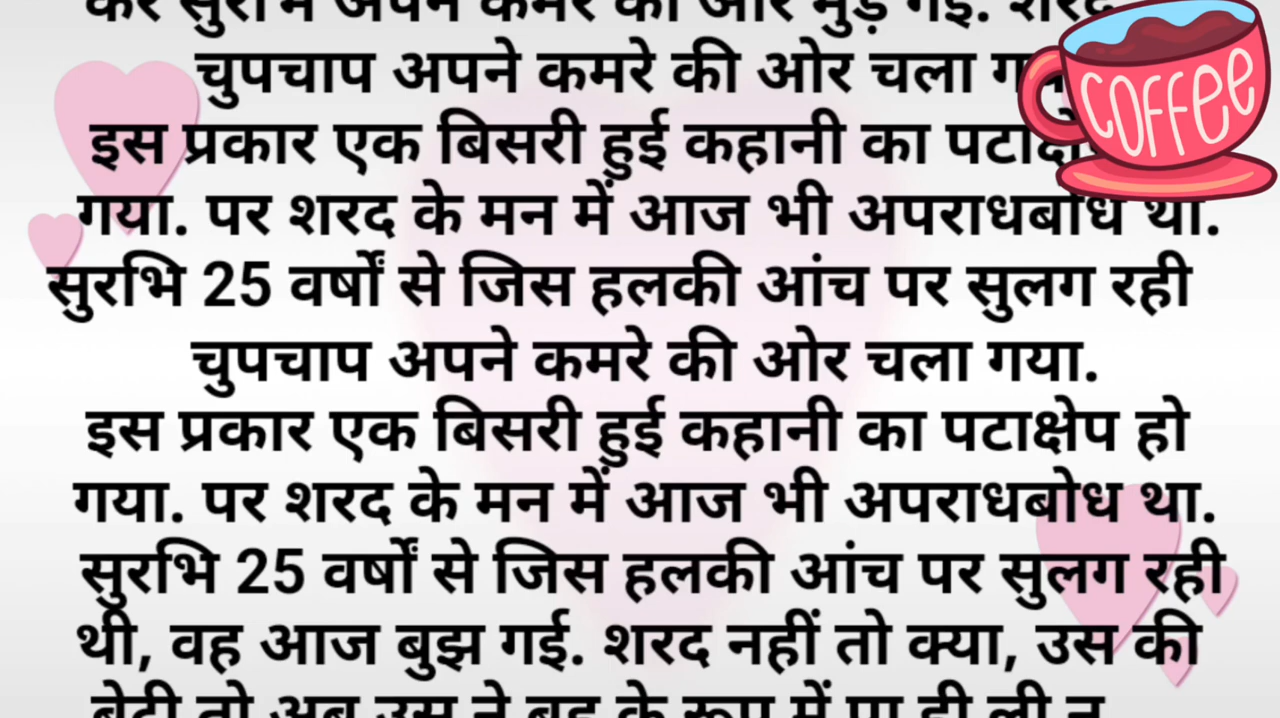 कर सुरभि अपने कमरे की ओर मुड़ गई. शरद
चुपचाप अपने कमरे की ओर चला
COFFEE
इस प्रकार एक बिसरी हुई कहानी का
गया. पर शरद के मन में आज भी अपराधबोध था.
सुरभि 25 वर्षों से जिस हलकी आंच पर सुलग रही
चुपचाप अपने कमरे की ओर चला गया.
इस प्रकार एक बिसरी हुई कहानी का पटाक्षेप हो
गया. पर शरद के मन में आज भी अपराधबोध था.
सुरभि 25 वर्षों से जिस हलकी आंच पर सुलग रही
थी, वह आज बुझ गई. शरद नहीं तो क्या, उस की
बेटी तो अब उस ने बहू के रूप में पा ही ली न